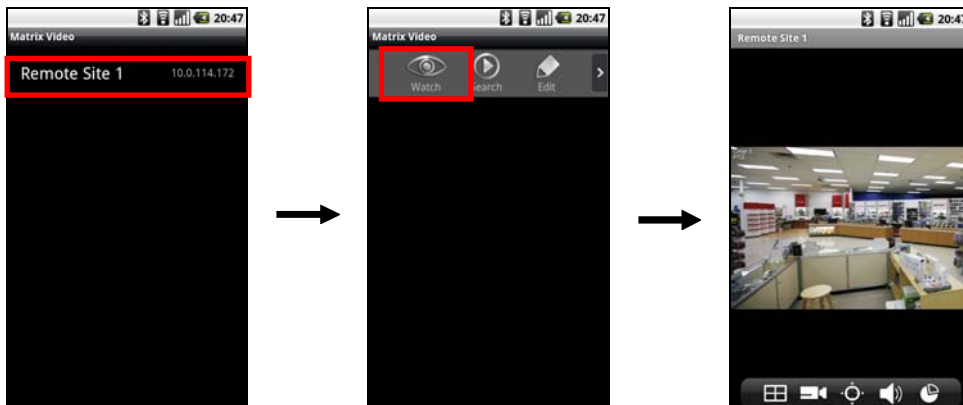 20:47
Matrix Video
Remote Site 1 10.0.114.172
20:47
Matrix Video
Watch Search Edit
20:47
Remote Site 1